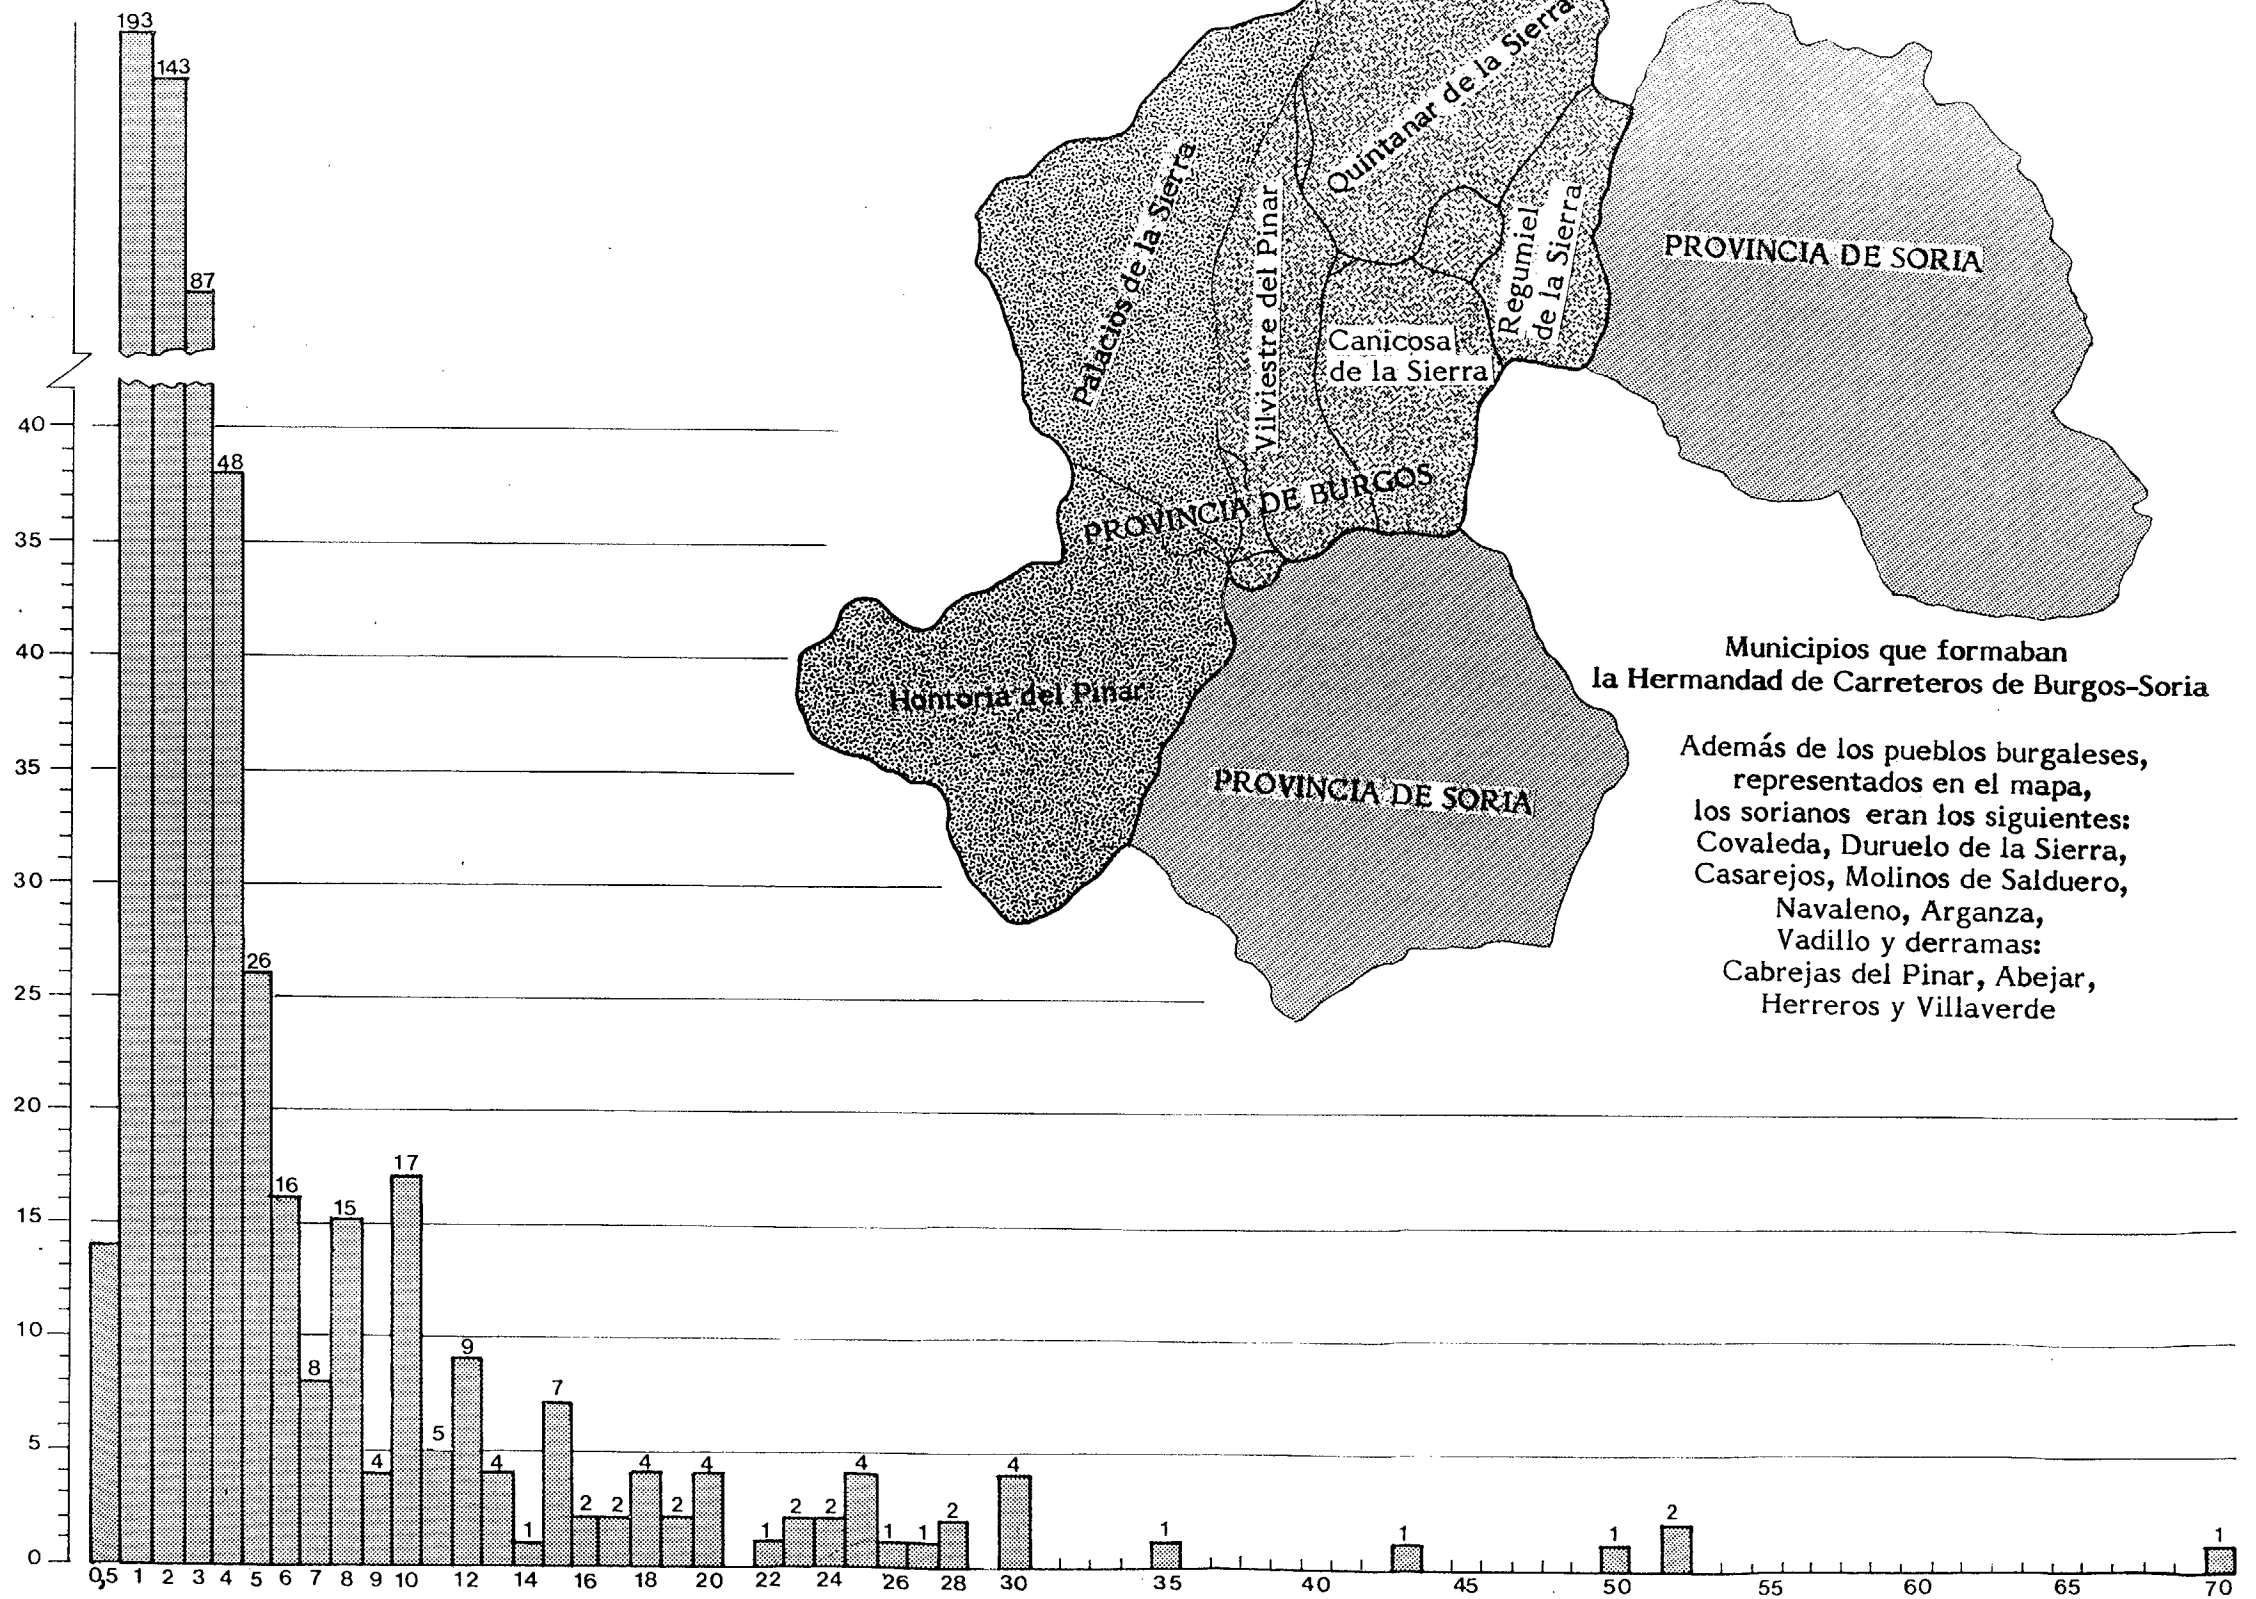 193
143
87
48
26
16
8
15
4
17
5
9
4
1
7
2
2
4
2
4
1
2
2
4
1
1
2
4
1
1
1
2
1
40
35
40
35
30
25
20
15
10
5
0
0,5 1 2 3 4 5 6 7 8 9 10 12 14 16 18 20 22 24 26 28 30 35 40 45 50 55 60 65 70
Palacios de la Sierra
Vilviestre del Pinar
Quintanar de la Sierra
Regumiel
de la Sierra
Canicosa
de la Sierra
PROVINCIA DE BURGOS
Hontoria del Pinar
PROVINCIA DE SORIA
PROVINCIA DE SORIA
Municipios que formaban
la Hermandad de Carreteros de Burgos-Soria
Además de los pueblos burgaleses,
representados en el mapa,
los sorianos eran los siguientes:
Covaleda, Duruelo de la Sierra,
Casarejos, Molinos de Salduero,
Navaleno, Arganza,
Vadillo y derramas:
Cabrejas del Pinar, Abejar,
Herreros y Villaverde